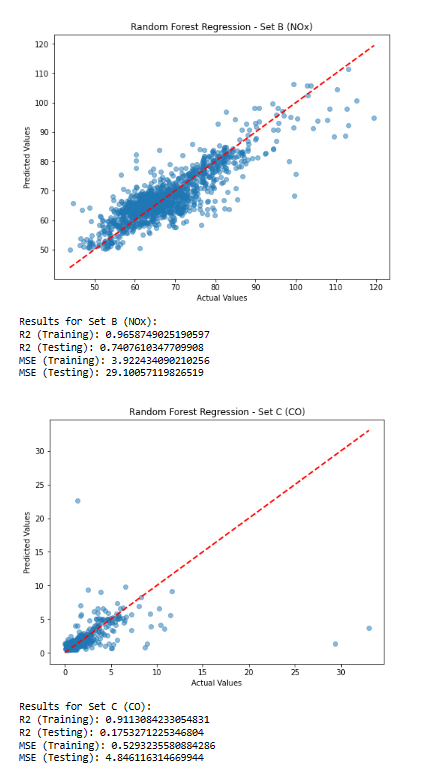 Random Forest Regression - Set B (NOx)
120
110
100
90
80
70
60
50
Predicted Values
50 60 70 80 90 100 110 120
Actual Values
Results for Set B (NOx):
R2 (Training): 0.9658749025190597
R2 (Testing): 0.7407610347709908
MSE (Training): 3.922434090210256
MSE (Testing): 29.10057119826519
Random Forest Regression - Set C (CO)
30
25
20
15
10
5
0
Predicted Values
0 5 10 15 20 25 30
Actual Values
Results for Set C (CO):
R2 (Training): 0.9113084233054831
R2 (Testing): 0.1753271225346804
MSE (Training): 0.5293235580884286
MSE (Testing): 4.846116314669944